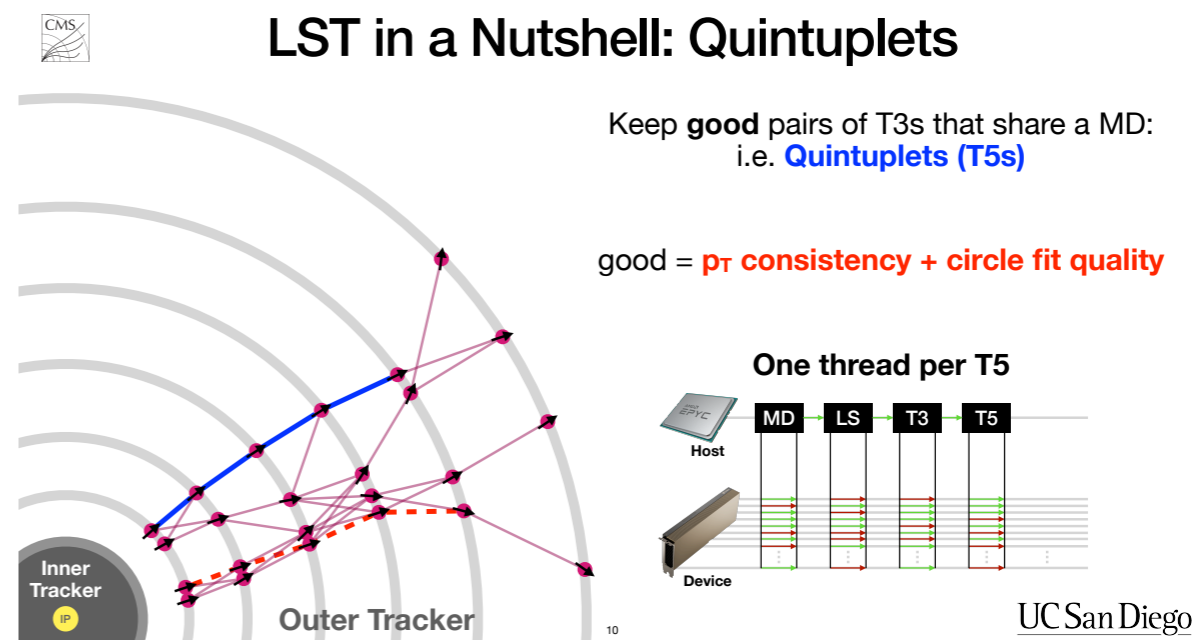 CMS
LST in a Nutshell: Quintuplets
Keep good pairs of T3s that share a MD:
i.e. Quintuplets (T5s)
good = pT consistency + circle fit quality
One thread per T5
EPYC
MD
LS
T3
T5
Host
Device
Inner
Tracker
IP
Outer Tracker
10
UC San Diego